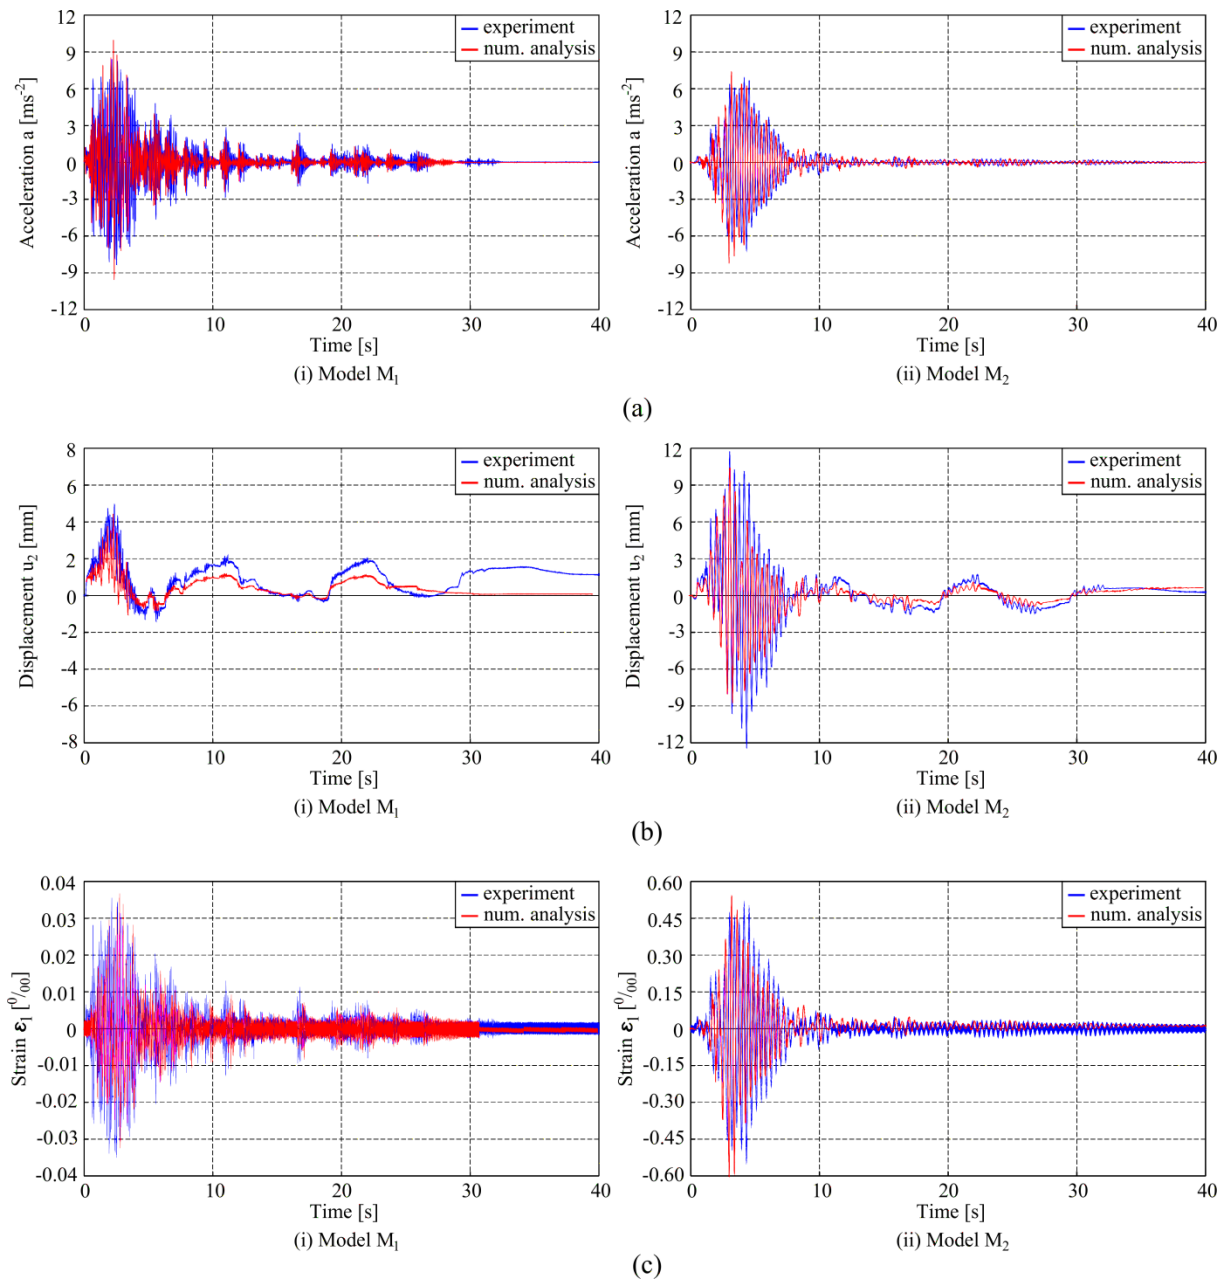 experiment
num. analysis
Acceleration a [ms⁻²]
12
9
6
3
0
-3
-6
-9
-12
0 10 20 30 40
Time [s]
(i) Model M₁
experiment
num. analysis
Acceleration a [ms⁻²]
12
9
6
3
0
-3
-6
-9
-12
0 10 20 30 40
Time [s]
(ii) Model M₂
(a)
experiment
num. analysis
Displacement u₂ [mm]
8
6
4
2
0
-2
-4
-6
-8
0 10 20 30 40
Time [s]
(i) Model M₁
experiment
num. analysis
Displacement u₂ [mm]
12
9
6
3
0
-3
-6
-9
-12
0 10 20 30 40
Time [s]
(ii) Model M₂
(b)
experiment
num. analysis
Strain ε₁ [⁰/₀₀]
0.04
0.03
0.02
0.01
0
-0.01
-0.02
-0.03
-0.04
0 10 20 30 40
Time [s]
(i) Model M₁
experiment
num. analysis
Strain ε₁ [⁰/₀₀]
0.60
0.45
0.30
0.15
0
-0.15
-0.30
-0.45
-0.60
0 10 20 30 40
Time [s]
(ii) Model M₂
(c)